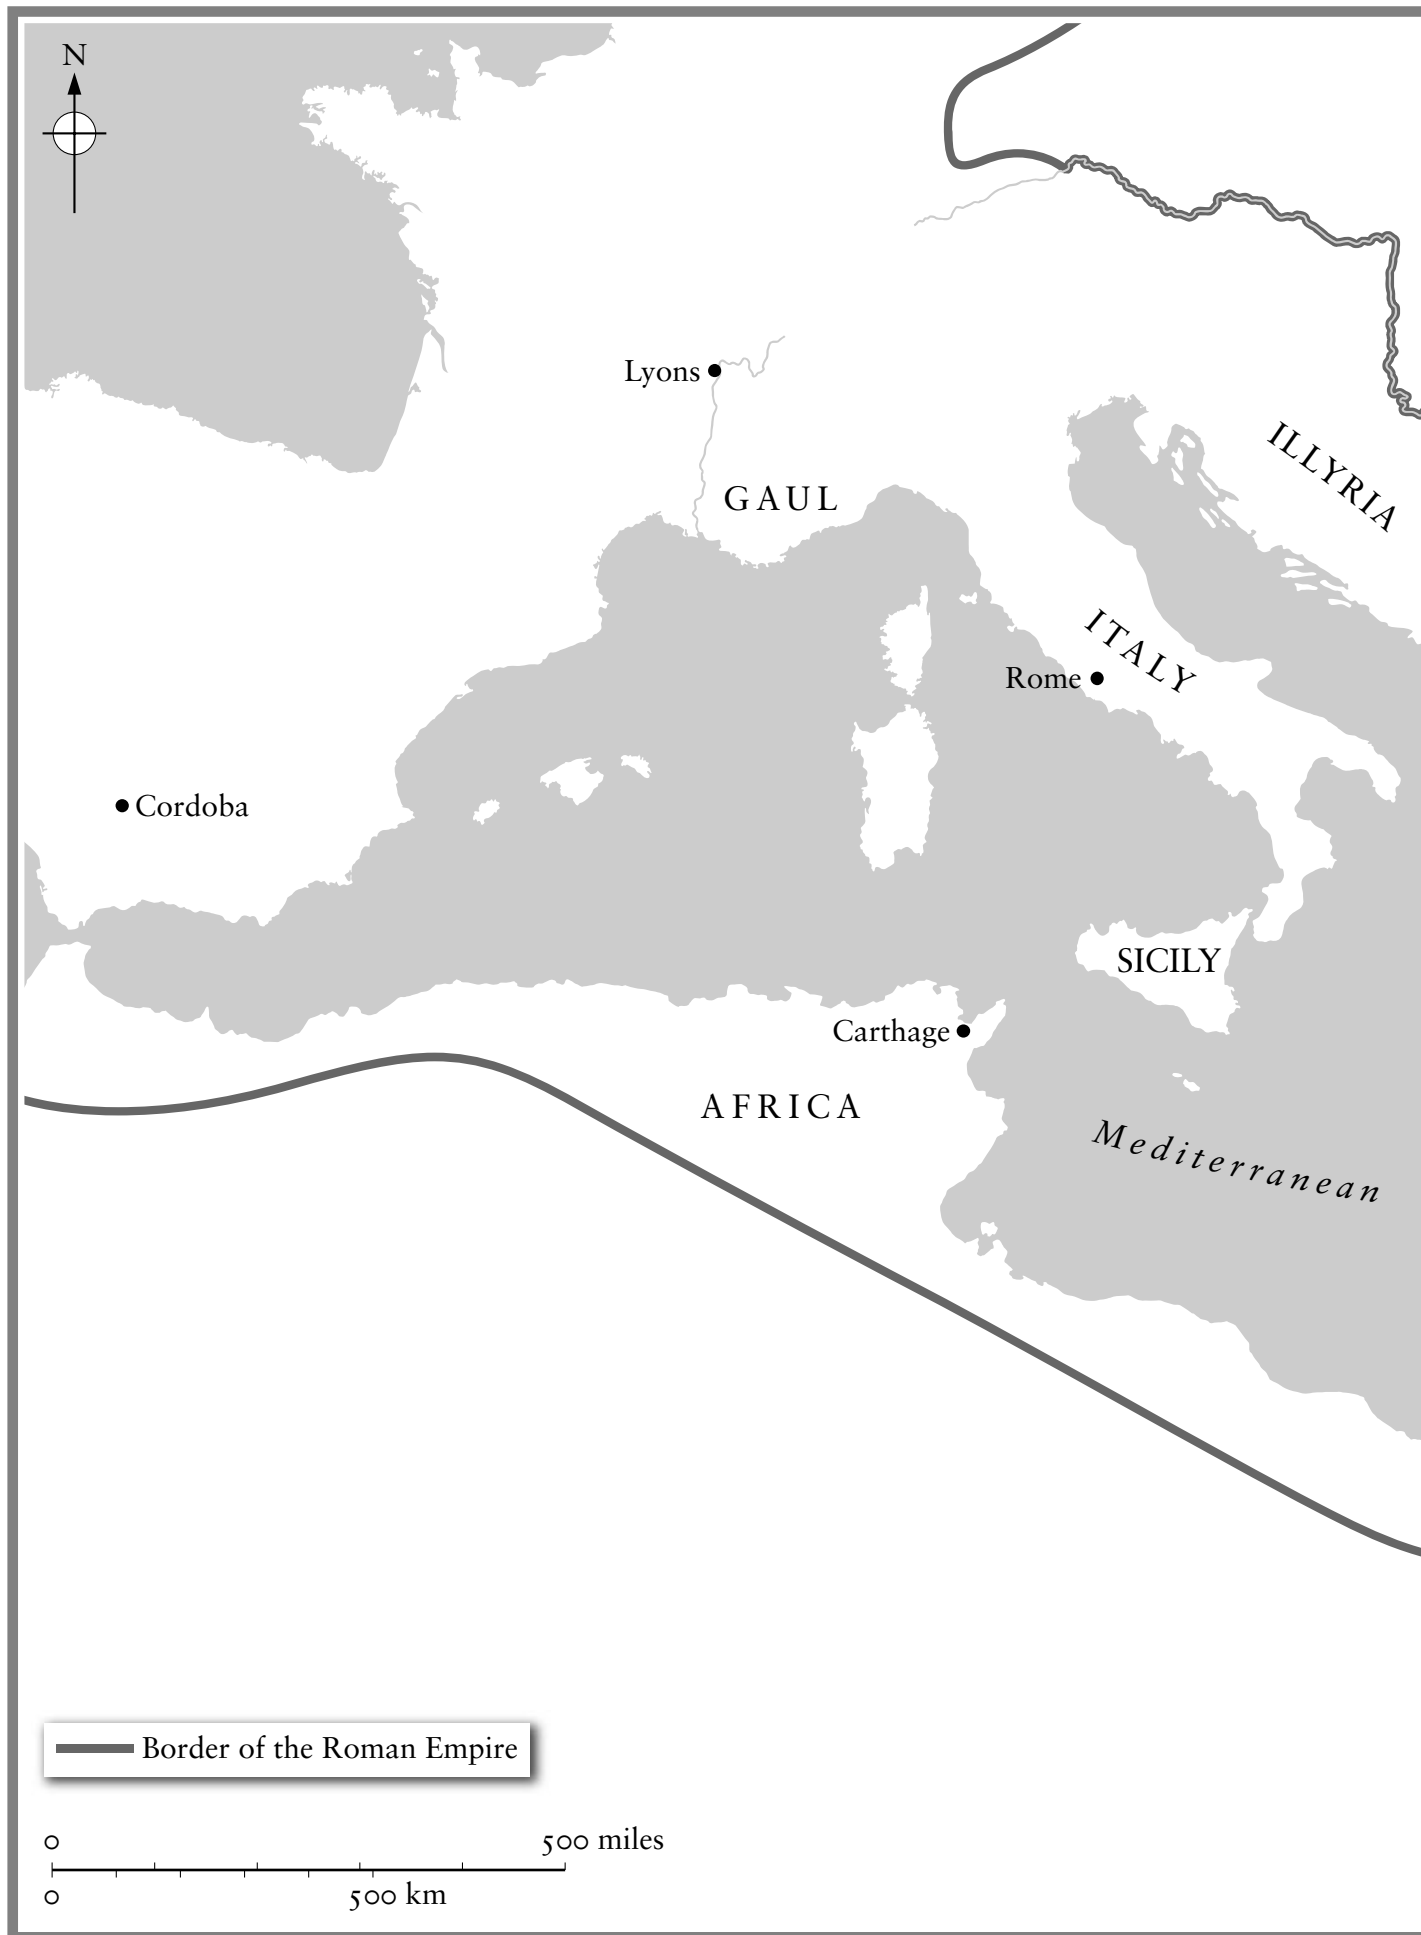 N
Lyons
GAUL
ILLYRIA
ITALY
Rome
Cordoba
SICILY
Carthage
AFRICA
Mediterranean
Border of the Roman Empire
0 500 miles
0 500 km